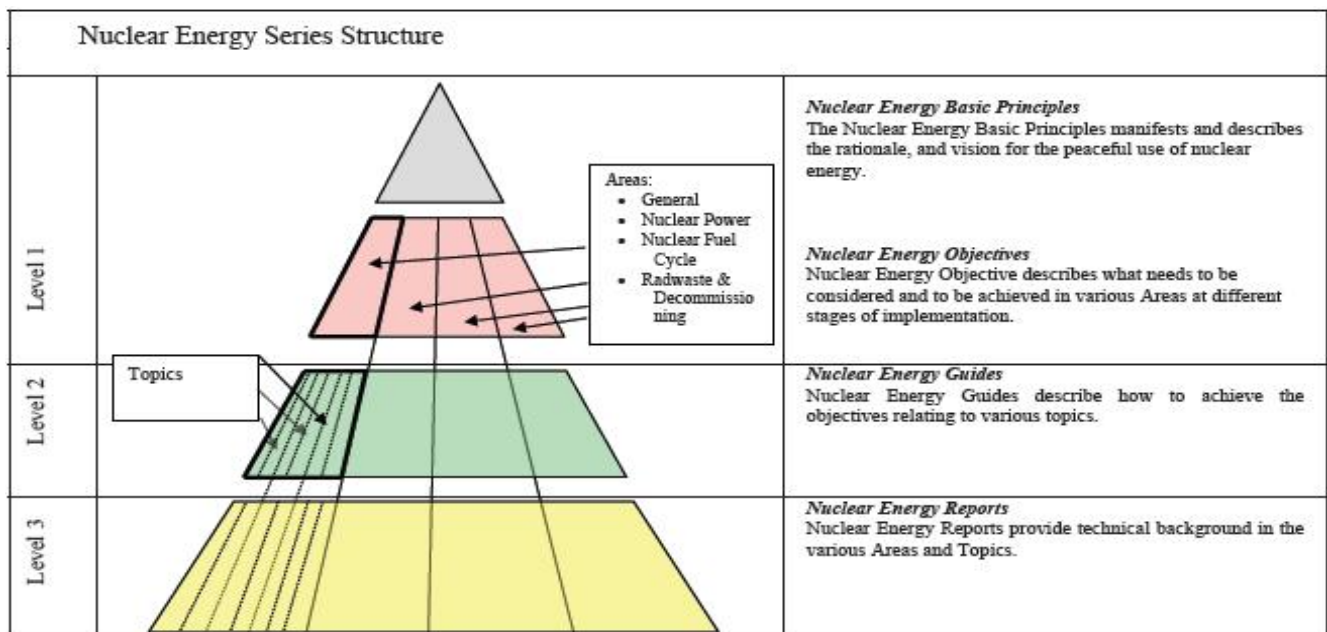 Nuclear Energy Series Structure
Level 1
Nuclear Energy Basic Principles
The Nuclear Energy Basic Principles manifests and describes
the rationale, and vision for the peaceful use of nuclear
energy.
Areas:
• General
• Nuclear Power
• Nuclear Fuel
Cycle
• Radwaste &
Decommissio
ning
Nuclear Energy Objectives
Nuclear Energy Objective describes what needs to be
considered and to be achieved in various Areas at different
stages of implementation.
Level 2
Topics
Nuclear Energy Guides
Nuclear Energy Guides describe how to achieve the
objectives relating to various topics.
Level 3
Nuclear Energy Reports
Nuclear Energy Reports provide technical background in the
various Areas and Topics.